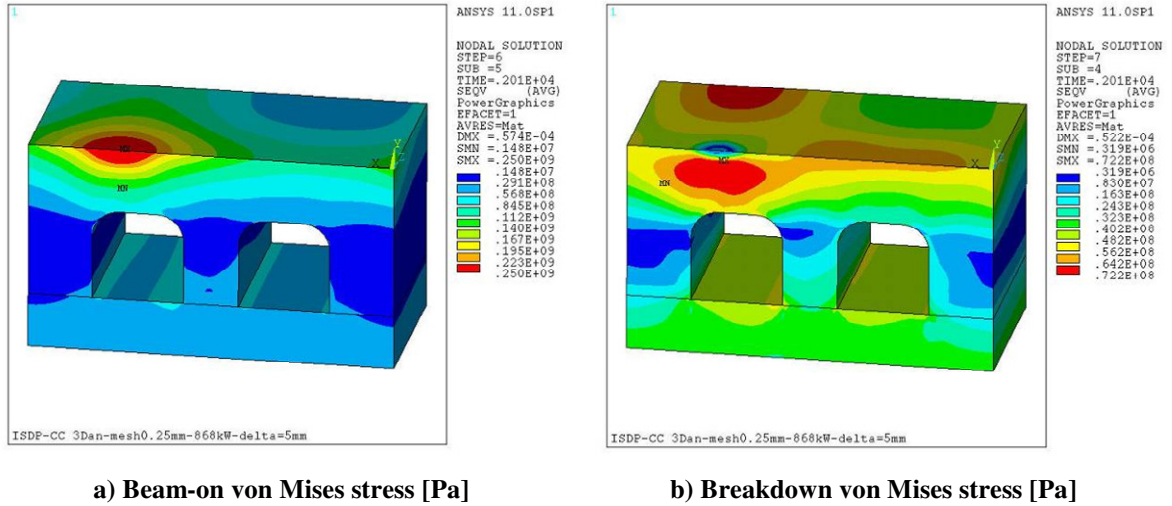 1
ANSYS 11.0SP1
NODAL SOLUTION
STEP=6
SUB =5
TIME=.201E+04
SEQV (AVG)
PowerGraphics
EFACET=1
AVRES=Mat
DMX =.574E-04
SMN =.148E+07
SMX =.250E+09
.148E+07
.291E+08
.568E+08
.845E+08
.112E+09
.140E+09
.167E+09
.195E+09
.223E+09
.250E+09
MX
MN
X
Y
Z
ISDP-CC 3Dan-mesh0.25mm-868kW-delta=5mm
a) Beam-on von Mises stress [Pa]
1
ANSYS 11.0SP1
NODAL SOLUTION
STEP=7
SUB =4
TIME=.201E+04
SEQV (AVG)
PowerGraphics
EFACET=1
AVRES=Mat
DMX =.522E-04
SMN =.319E+06
SMX =.722E+08
.319E+06
.830E+07
.163E+08
.243E+08
.323E+08
.402E+08
.482E+08
.562E+08
.642E+08
.722E+08
MX
MN
X
Y
Z
ISDP-CC 3Dan-mesh0.25mm-868kW-delta=5mm
b) Breakdown von Mises stress [Pa]